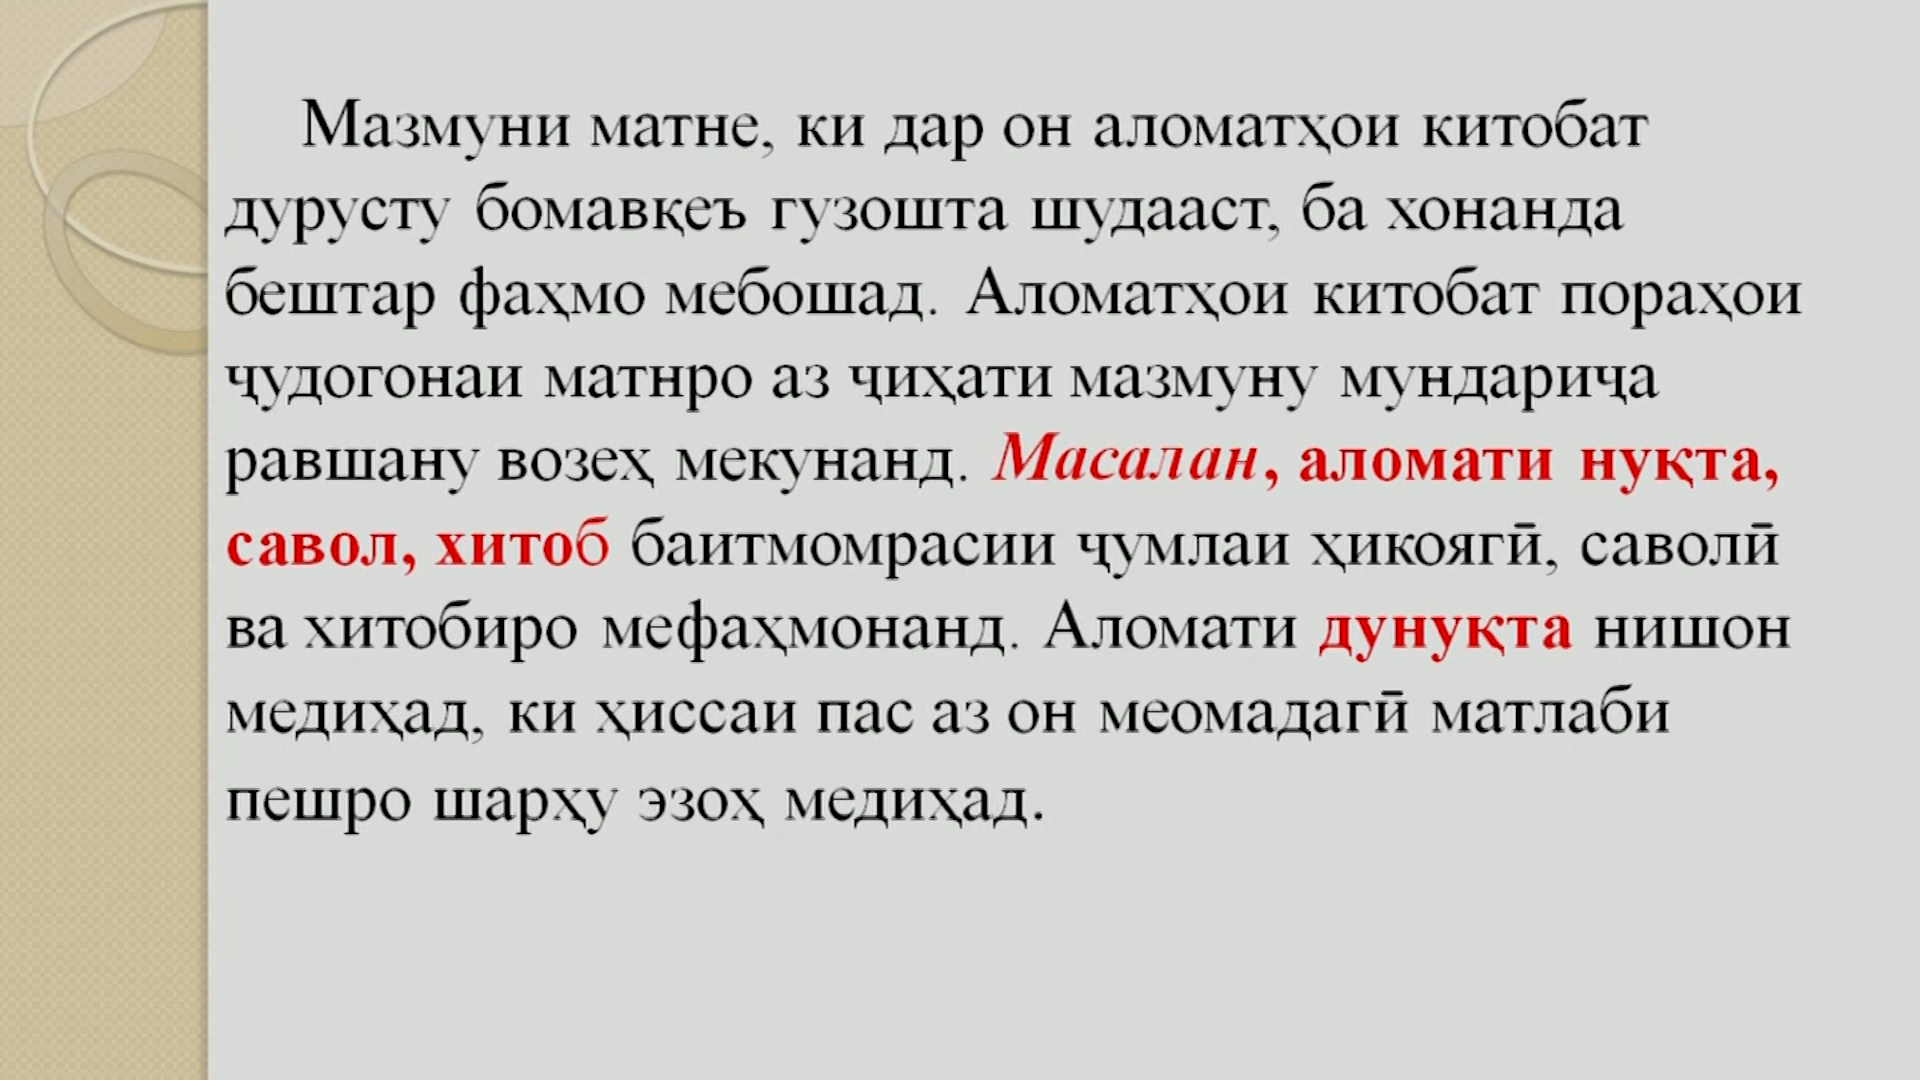 Мазмуни матне, ки дар он аломатҳои китобат
дурусту бомавқеъ гузошта шудааст, ба хонанда
бештар фаҳмо мебошад. Аломатҳои китобат пораҳои
ҷудогонаи матнро аз ҷиҳати мазмуну мундариҷа
равшану возеҳ мекунанд. Масалан, аломати нуқта,
савол, хитоб баитмомрасии ҷумлаи ҳикоягӣ, саволӣ
ва хитобиро мефаҳмонанд. Аломати дунуқта нишон
медиҳад, ки ҳиссаи пас аз он меомадагӣ матлаби
пешро шарҳу эзоҳ медиҳад.